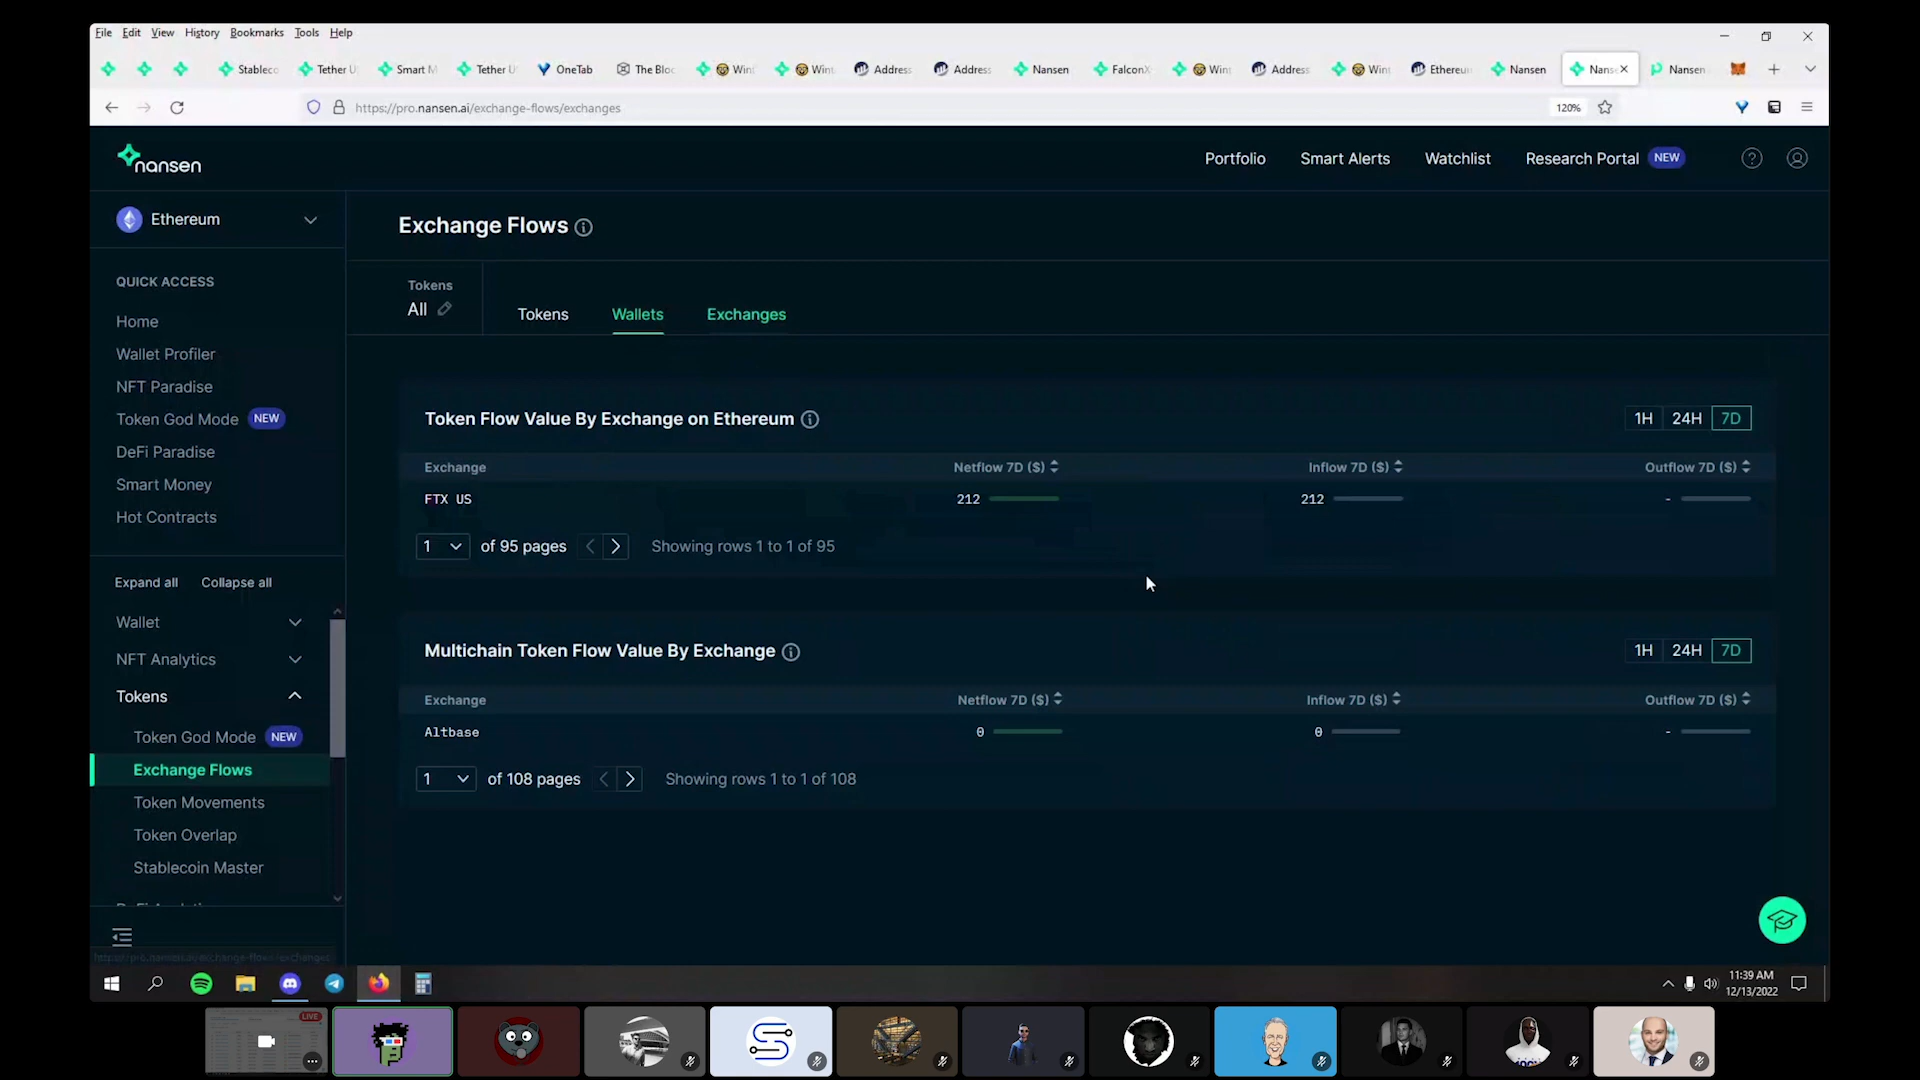 File Edit View History Bookmarks Tools Help
Stableco Tether U Smart M Tether U OneTab The Bloc Wint Wint Address Address Nansen FalconX Wint Address Ethereum Nansen Nans Nansen
https://pro.nansen.ai/exchange-flows/exchanges 120%
nansen
Portfolio Smart Alerts Watchlist Research Portal NEW
Ethereum
QUICK ACCESS
Home
Wallet Profiler
NFT Paradise
Token God Mode NEW
DeFi Paradise
Smart Money
Hot Contracts
Expand all Collapse all
Wallet
NFT Analytics
Tokens
Token God Mode NEW
Exchange Flows
Token Movements
Token Overlap
Stablecoin Master
Exchange Flows
Tokens
All
Tokens Wallets Exchanges
Token Flow Value By Exchange on Ethereum
1H 24H 7D
Exchange Netflow 7D ($) Inflow 7D ($) Outflow 7D ($)
FTX US 212 212 -
1 of 95 pages Showing rows 1 to 1 of 95
Multichain Token Flow Value By Exchange
1H 24H 7D
Exchange Netflow 7D ($) Inflow 7D ($) Outflow 7D ($)
Altbase 0 0 -
1 of 108 pages Showing rows 1 to 1 of 108
11:39 AM
12/13/2022
LIVE